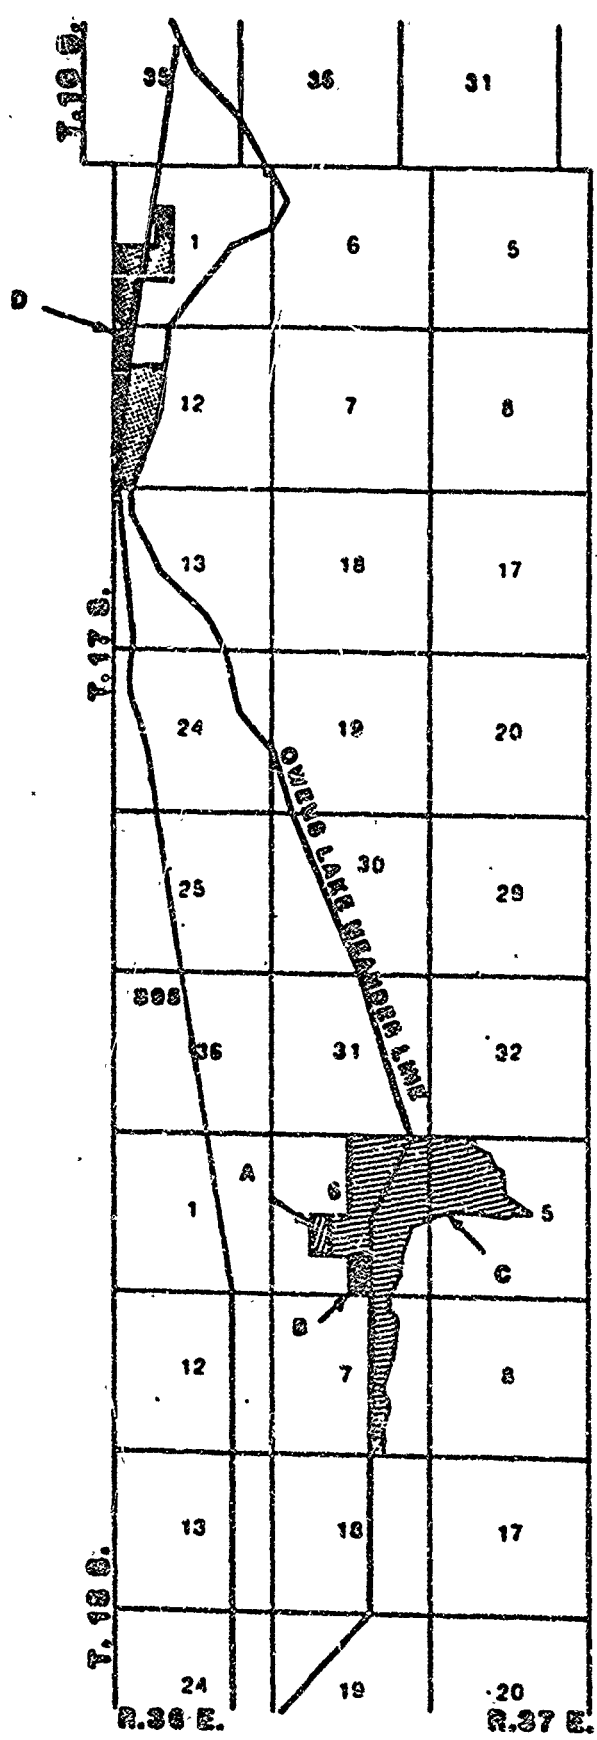 T.16 S.
35 36 31
1 6 5
D
12 7 8
13 18 17
T.17 S.
24 19 20
OWENS LAKE MEANDER LINE
25 30 29
395
36 31 32
A
1 6 5
C
B
12 7 8
13 18 17
T.18 S.
24 19 20
R.36 E. R.37 E.